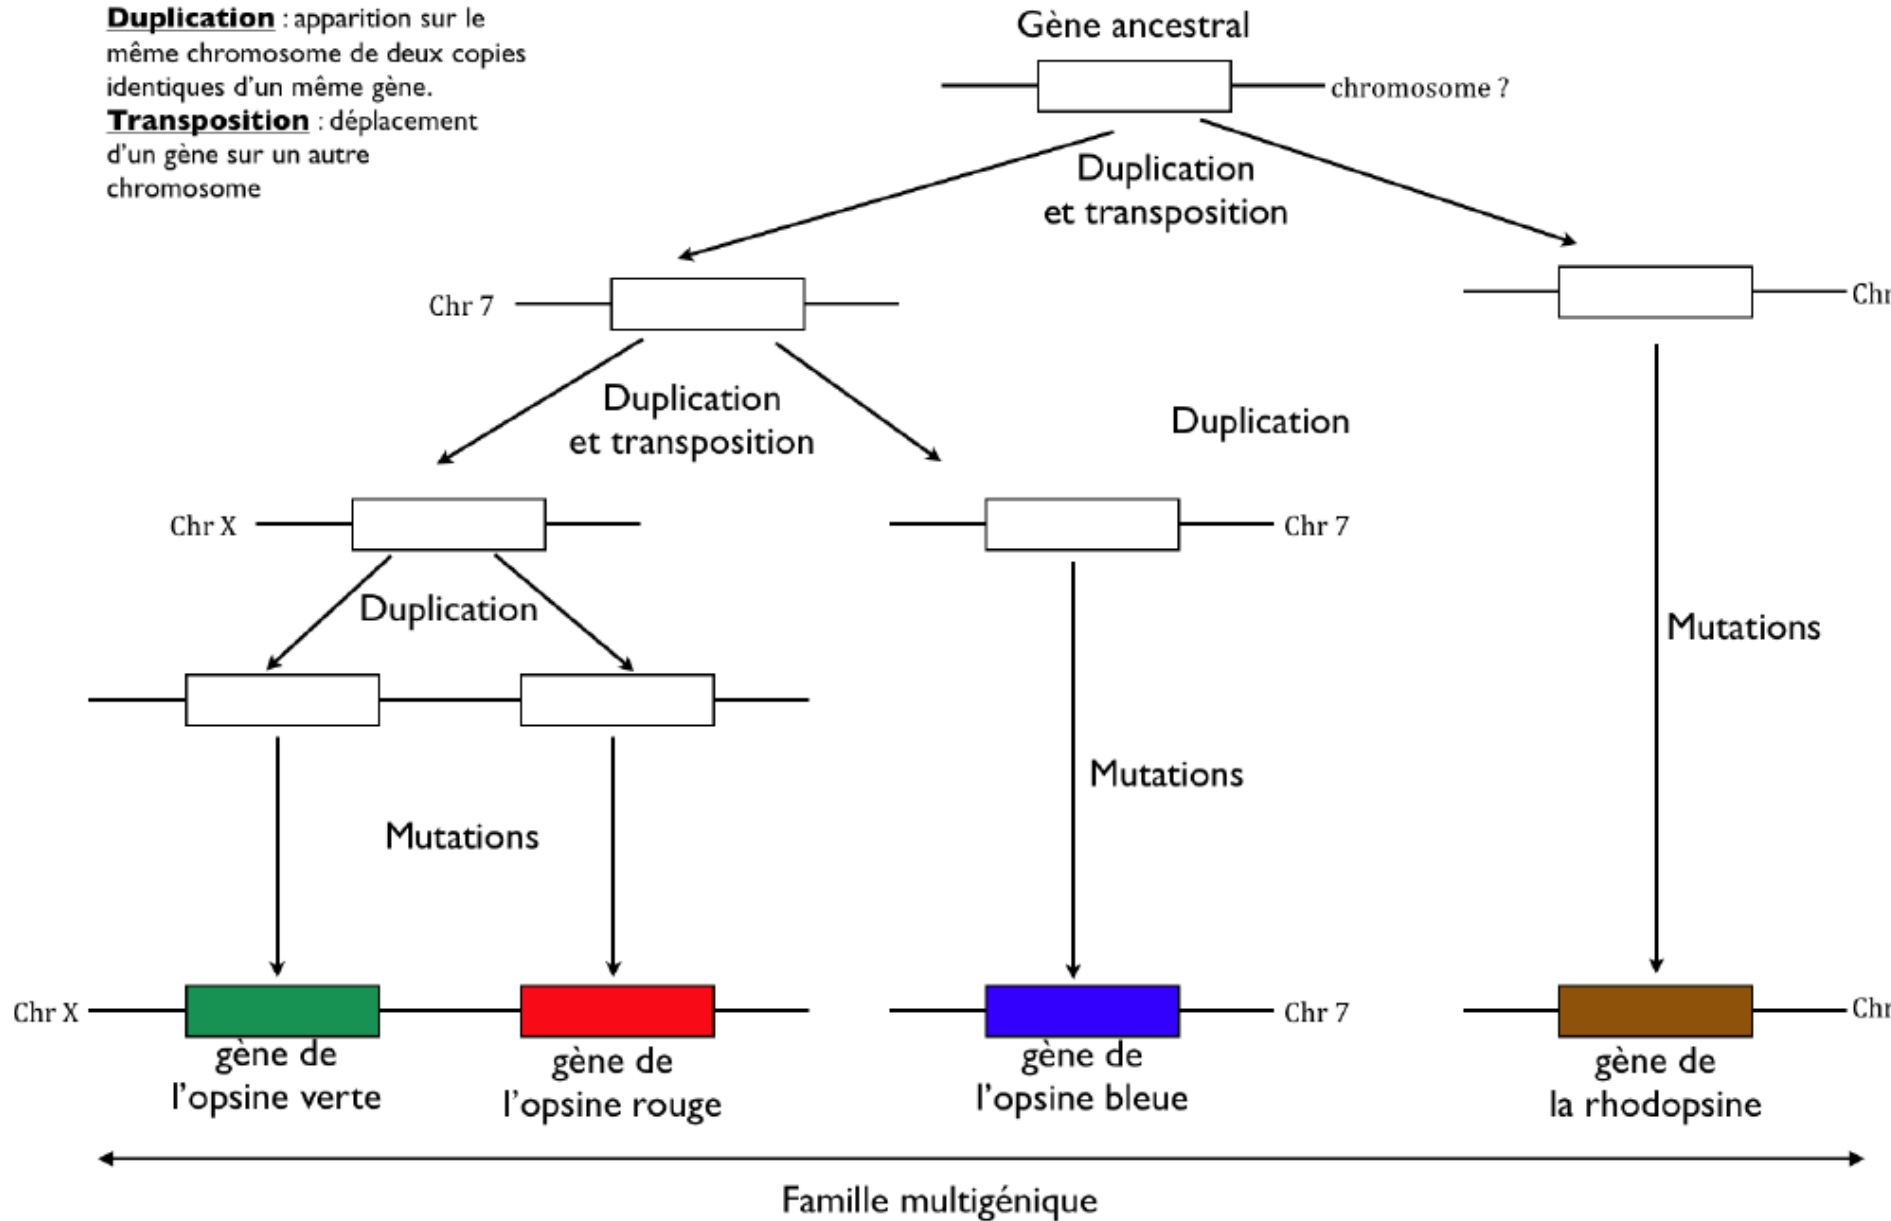 Duplication : apparition sur le
même chromosome de deux copies
identiques d'un même gène.
Transposition : déplacement
d'un gène sur un autre
chromosome
Gène ancestral
chromosome ?
Duplication
et transposition
Chr 7
Chr
Duplication
et transposition
Duplication
Chr X
Chr 7
Duplication
Mutations
Mutations
Mutations
Chr X
Chr 7
Chr
gène de
l'opsine verte
gène de
l'opsine rouge
gène de
l'opsine bleue
gène de
la rhodopsine
Famille multigénique